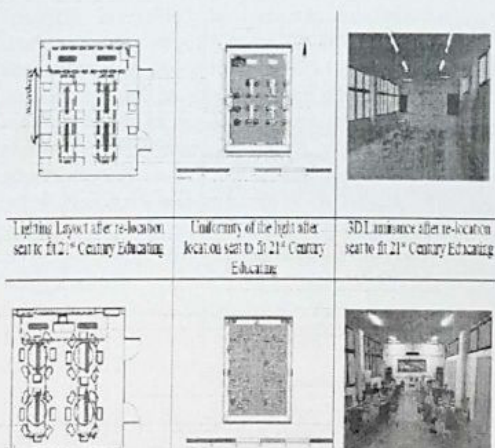 Lighting Layout after re-location
seat to fit 21st Century Educating
Uniformity of the light after
location seat to fit 21st Century
Educating
3D Luminance after re-location
seat to fit 21st Century Educating